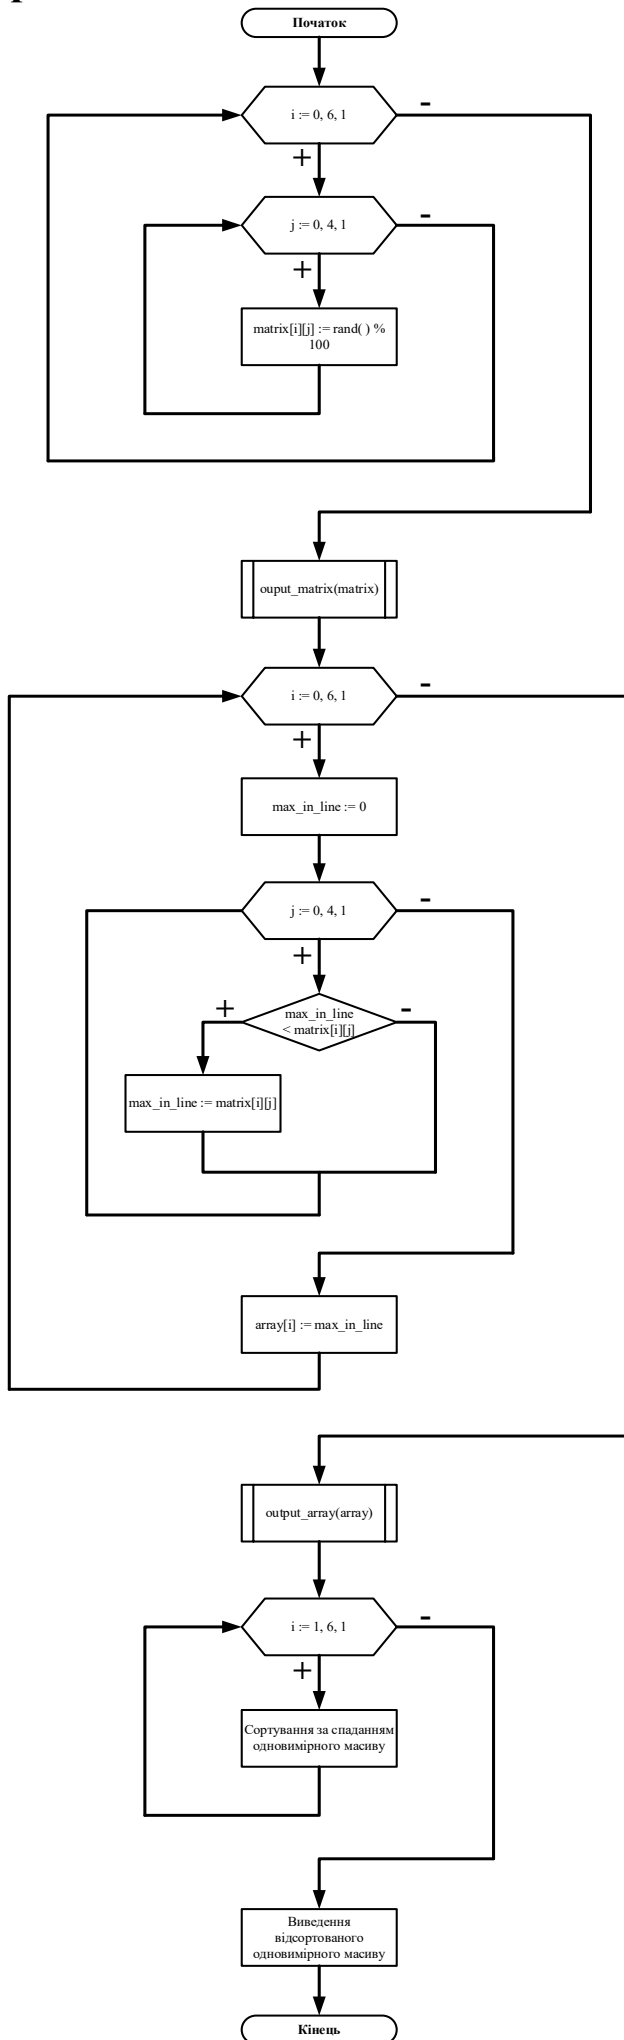 Початок
i := 0, 6, 1
-
+
j := 0, 4, 1
-
+
matrix[i][j] := rand( ) %
100
ouput_matrix(matrix)
i := 0, 6, 1
-
+
max_in_line := 0
j := 0, 4, 1
-
+
max_in_line
< matrix[i][j]
+
-
max_in_line := matrix[i][j]
array[i] := max_in_line
output_array(array)
i := 1, 6, 1
-
+
Сортування за спаданням
одновимірного масиву
Виведення
відсортованого
одновимірного масиву
Кінець